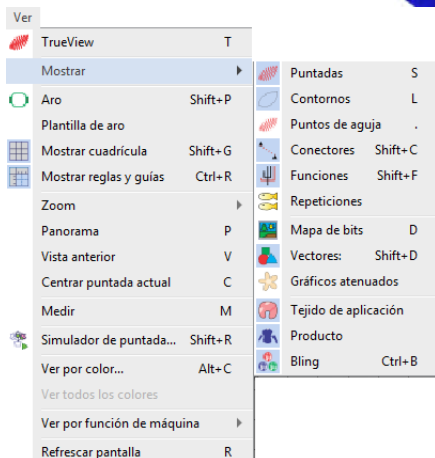 Ver
TrueView T
Mostrar
Aro Shift+P
Plantilla de aro
Mostrar cuadrícula Shift+G
Mostrar reglas y guías Ctrl+R
Zoom
Panorama P
Vista anterior V
Centrar puntada actual C
Medir M
Simulador de puntada... Shift+R
Ver por color... Alt+C
Ver todos los colores
Ver por función de máquina
Refrescar pantalla R
Puntadas S
Contornos L
Puntos de aguja .
Conectores Shift+C
Funciones Shift+F
Repeticiones
Mapa de bits D
Vectores: Shift+D
Gráficos atenuados
Tejido de aplicación
Producto
Bling Ctrl+B